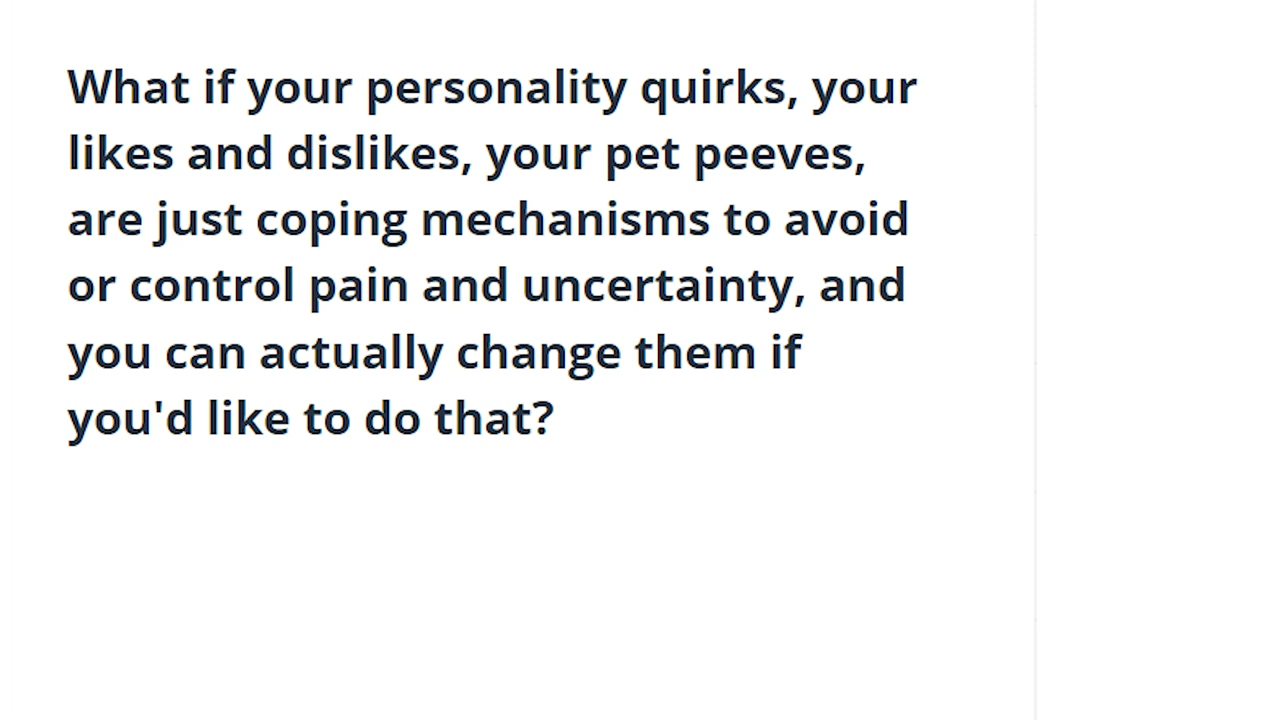 What if your personality quirks, your
likes and dislikes, your pet peeves,
are just coping mechanisms to avoid
or control pain and uncertainty, and
you can actually change them if
you'd like to do that?